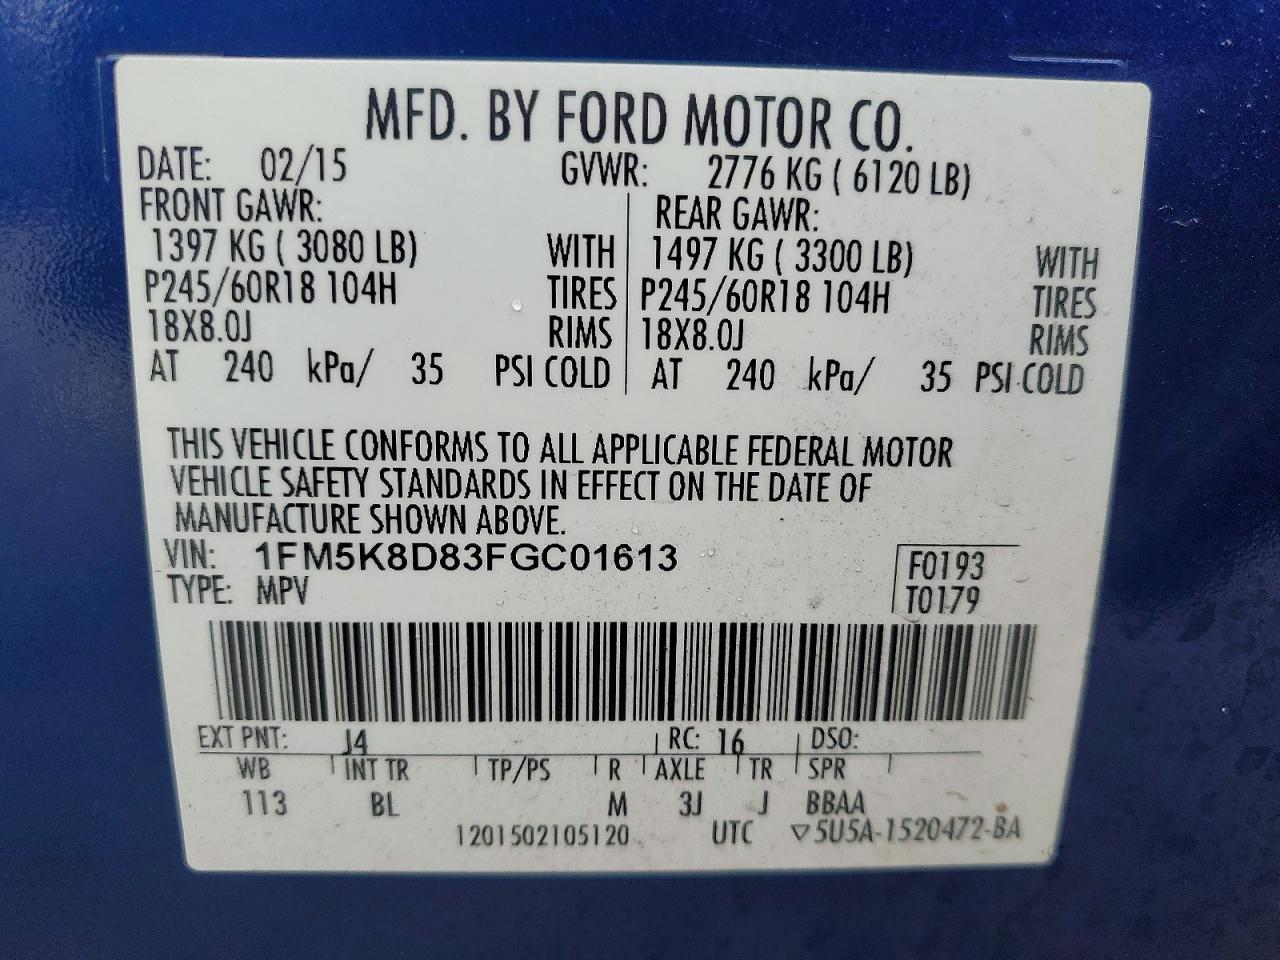 MFD. BY FORD MOTOR CO.
DATE: 02/15 GVWR: 2776 KG ( 6120 LB)
FRONT GAWR: REAR GAWR:
1397 KG ( 3080 LB) WITH 1497 KG ( 3300 LB) WITH
P245/60R18 104H TIRES P245/60R18 104H TIRES
18X8.0J RIMS 18X8.0J RIMS
AT 240 kPa/ 35 PSI COLD AT 240 kPa/ 35 PSI COLD
THIS VEHICLE CONFORMS TO ALL APPLICABLE FEDERAL MOTOR
VEHICLE SAFETY STANDARDS IN EFFECT ON THE DATE OF
MANUFACTURE SHOWN ABOVE.
VIN: 1FM5K8D83FGC01613 F0193
TYPE: MPV T0179
EXT PNT: J4 RC: 16 DSO:
WB INT TR TP/PS R AXLE TR SPR
113 BL M 3J J BBAA
1201502105120 UTC ▽5U5A-1520472-BA